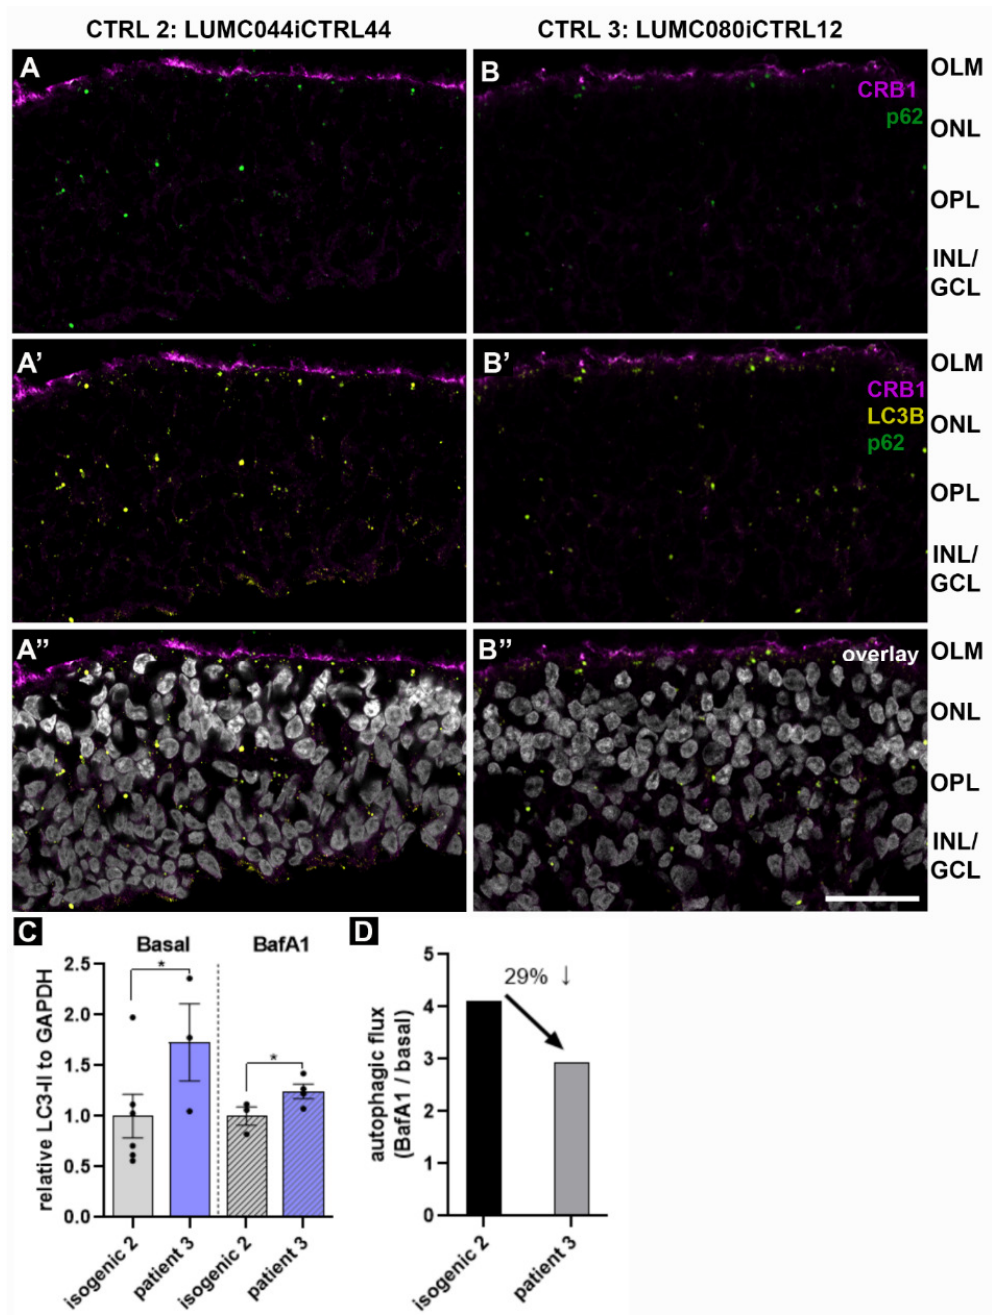 CTRL 2: LUMC044iCTRL44
CTRL 3: LUMC080iCTRL12
A
B
CRB1
p62
OLM
ONL
OPL
INL/
GCL
A'
B'
CRB1
LC3B
p62
OLM
ONL
OPL
INL/
GCL
A"
B"
overlay
OLM
ONL
OPL
INL/
GCL
C
Basal
BafA1
*
*
relative LC3-II to GAPDH
2.5
2.0
1.5
1.0
0.5
0.0
isogenic 2
patient 3
isogenic 2
patient 3
D
29% ↓
autophagic flux
(BafA1 / basal)
5
4
3
2
1
0
isogenic 2
patient 3